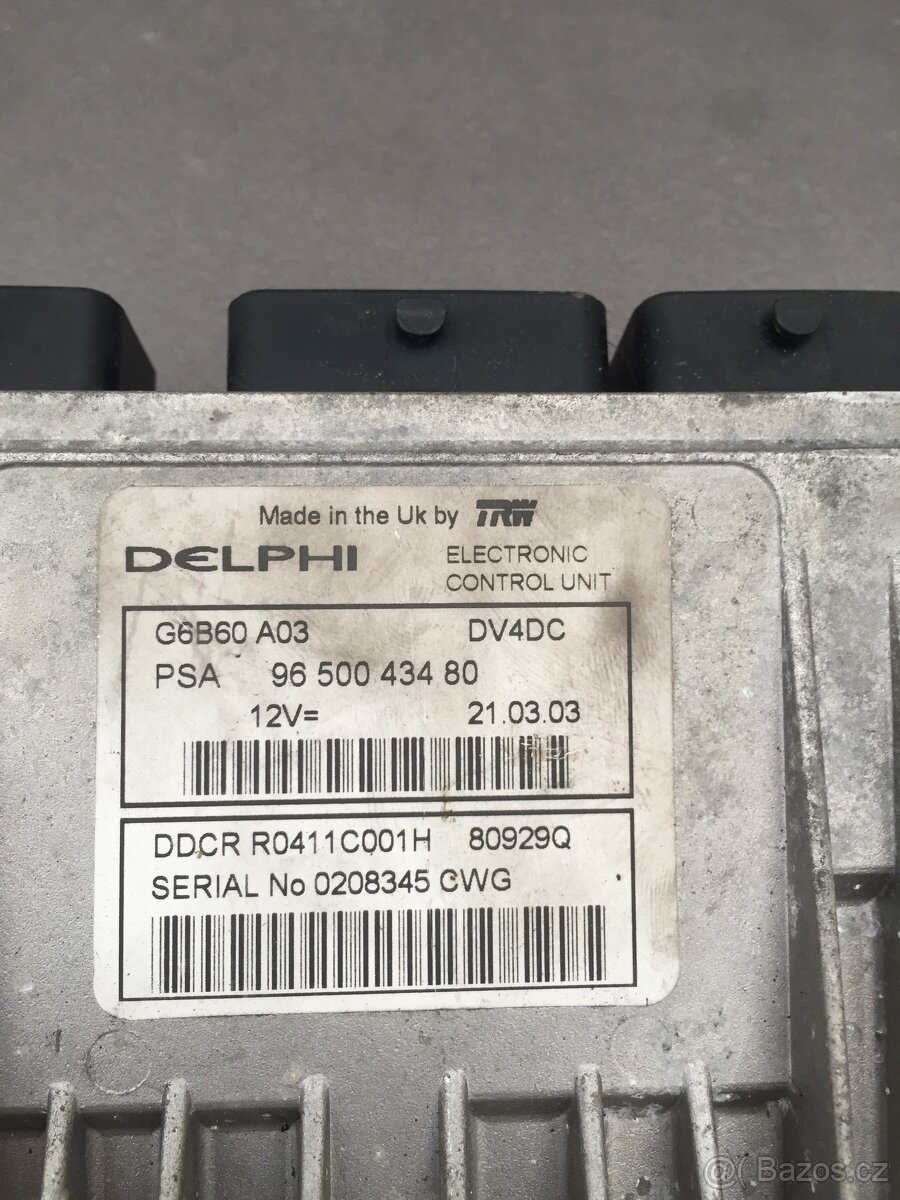 Made in the Uk by TRW
DELPHI
ELECTRONIC
CONTROL UNIT
G6B60 A03 DV4DC
PSA 96 500 434 80
12V= 21.03.03
DDCR R0411C001H 80929Q
SERIAL No 0208345 CWG
@ Bazos.cz